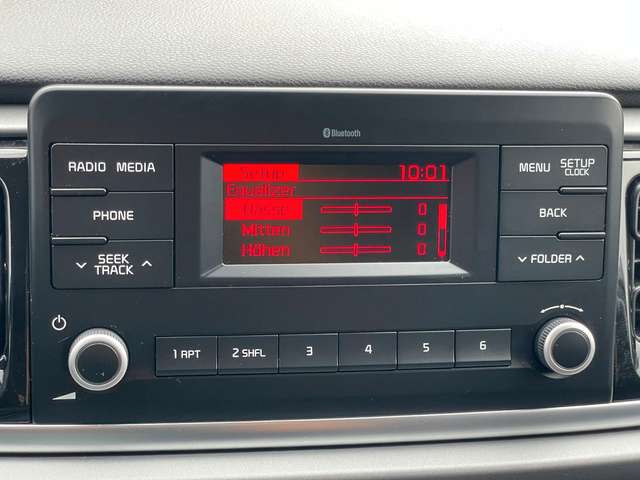 Bluetooth
RADIO MEDIA
PHONE
SEEK
TRACK
Setup 10:01
Equalizer
Bässe 0
Mitten 0
Höhen 0
MENU SETUP
CLOCK
BACK
FOLDER
1 RPT 2 SHFL 3 4 5 6